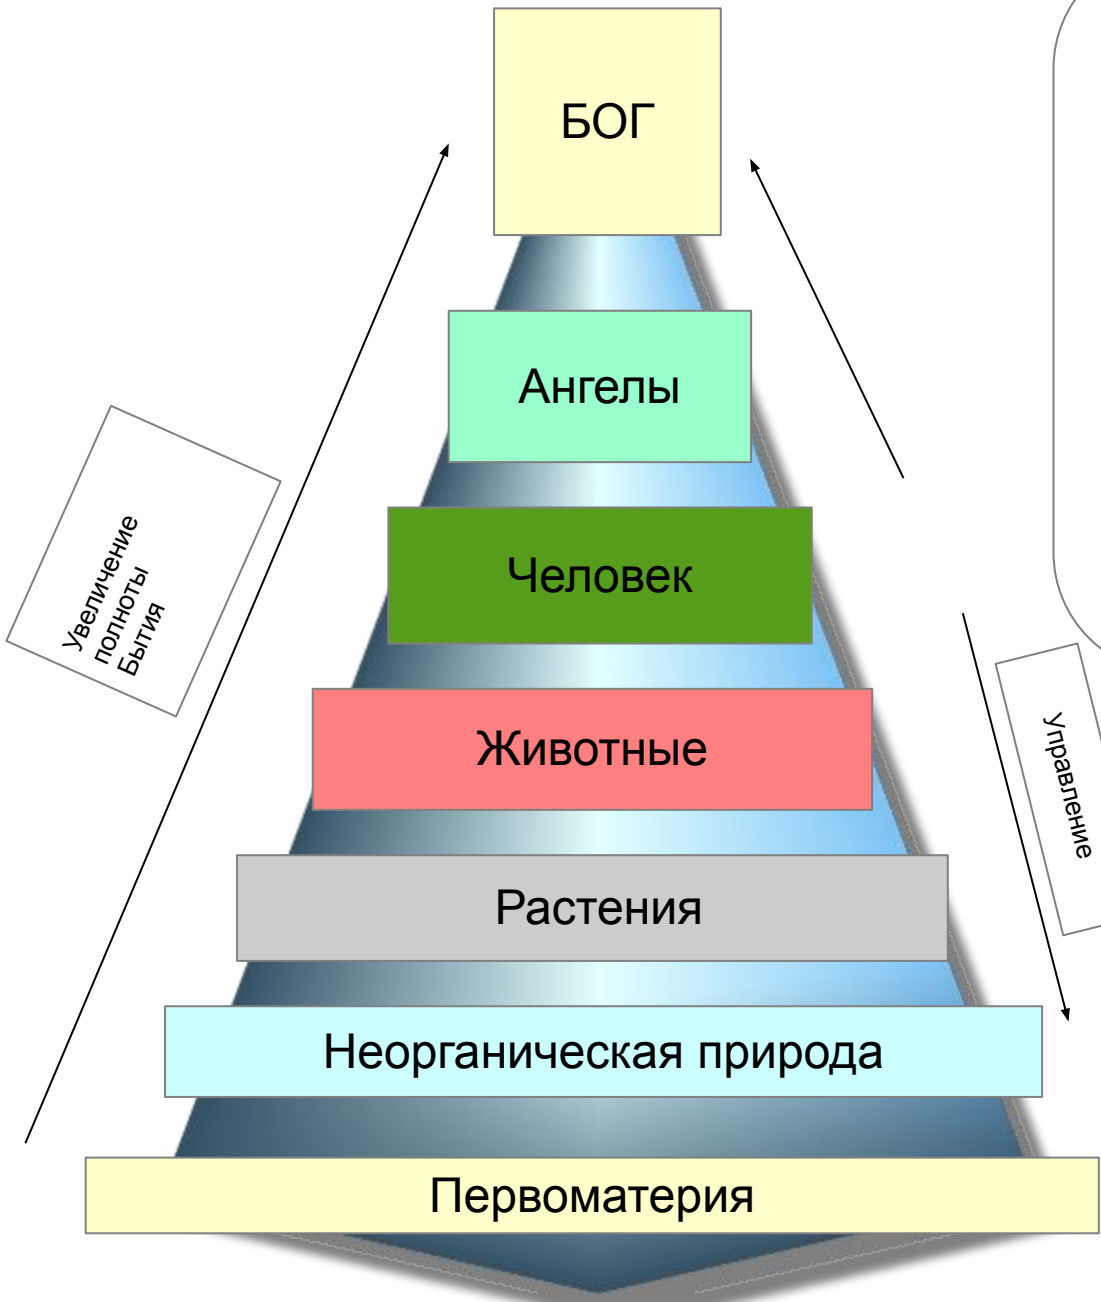 БОГ
Ангелы
Человек
Увеличение
полноты
Бытия
Животные
Управление
Растения
Неорганическая природа
Первоматерия